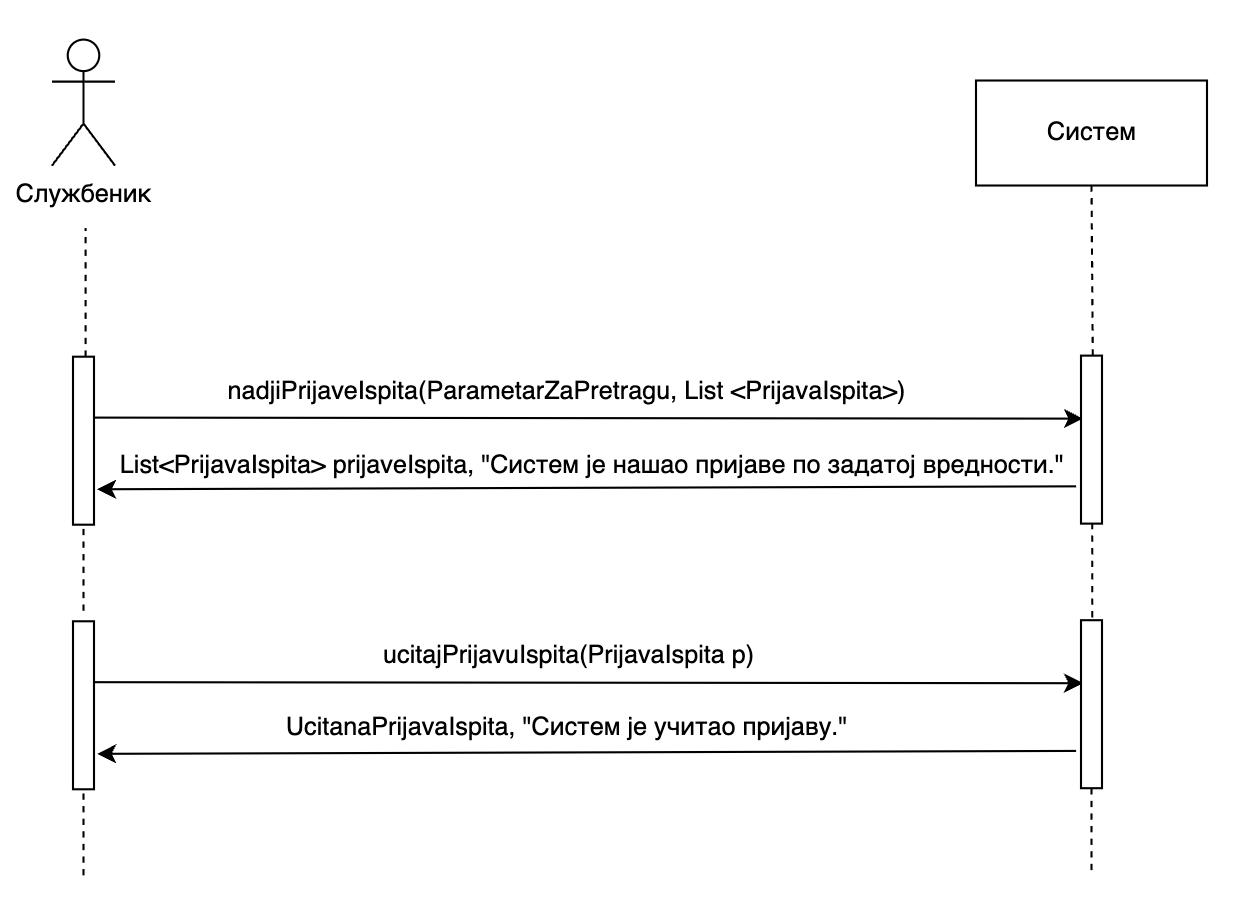 Службеник
Систем
nadjiPrijaveIspita(ParametarZaPretragu, List <PrijavaIspita>)
List<PrijavaIspita> prijaveIspita, "Систем је нашао пријаве по задатој вредности."
ucitajPrijavuIspita(PrijavaIspita p)
UcitanaPrijavaIspita, "Систем је учитао пријаву."